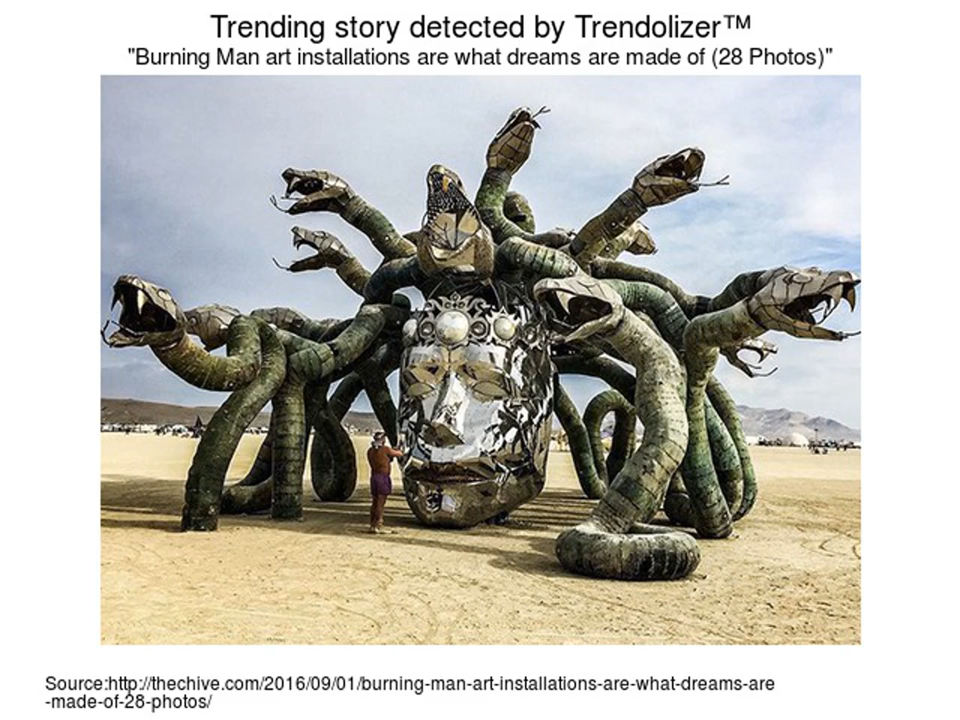 Trending story detected by Trendolizer™
"Burning Man art installations are what dreams are made of (28 Photos)"
Source:http://thechive.com/2016/09/01/burning-man-art-installations-are-what-dreams-are
-made-of-28-photos/